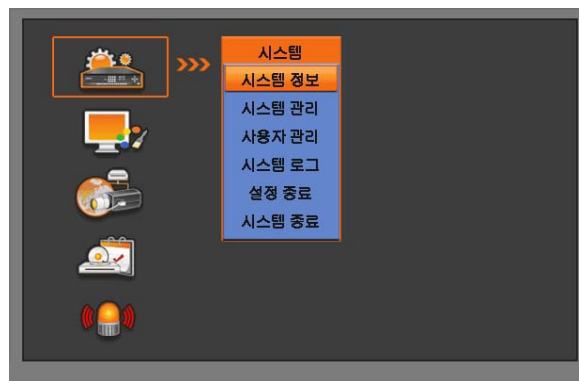 시스템
시스템 정보
시스템 관리
사용자 관리
시스템 로그
설정 종료
시스템 종료